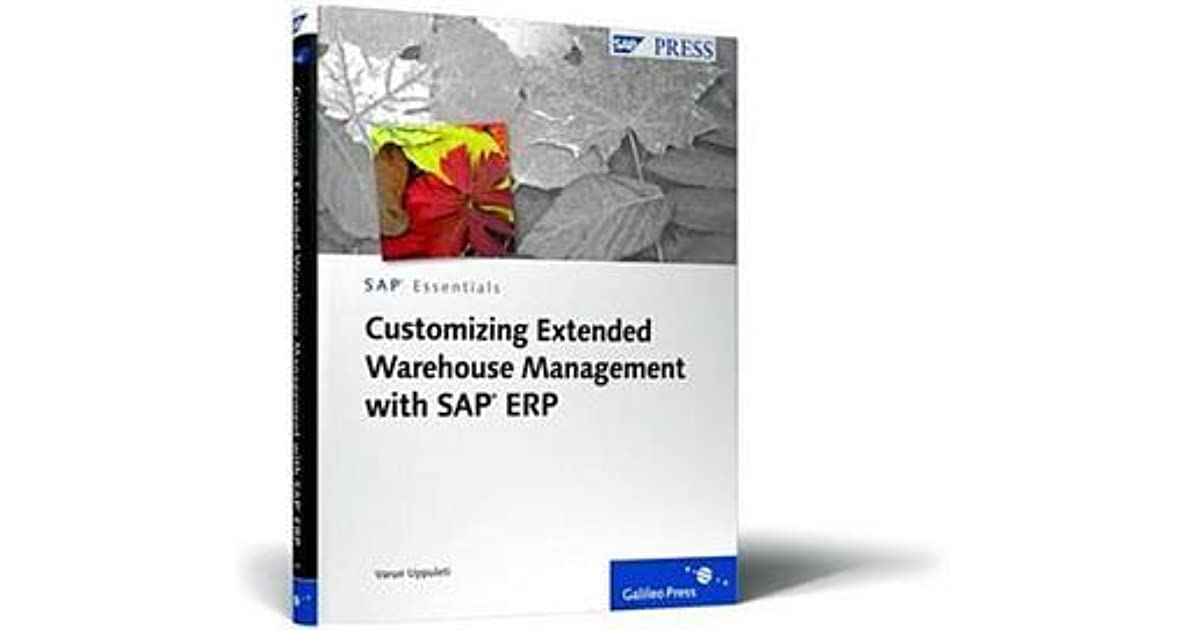 SAP PRESS
SAP® Essentials
Customizing Extended
Warehouse Management
with SAP® ERP
Varun Uppuleti
Galileo Press
Customizing Extended Warehouse Management with SAP ERP
SAP